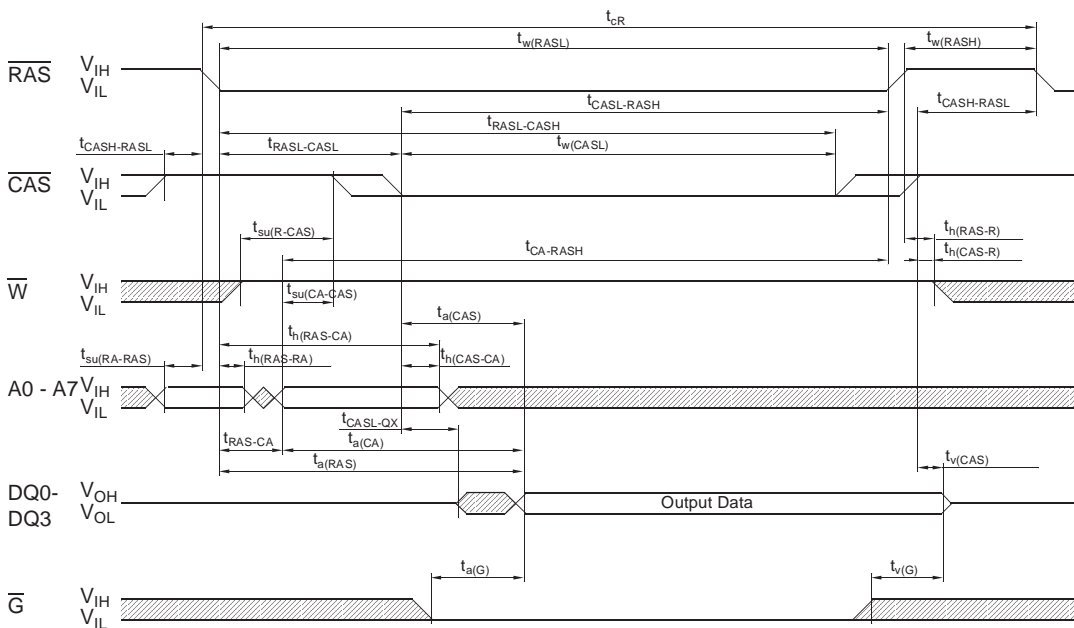 tcR
tw(RASL)
tw(RASH)
RAS VIH
VIL
tCASL-RASH
tCASH-RASL
tRASL-CASH
tCASH-RASL
tRASL-CASL
tw(CASL)
CAS VIH
VIL
tsu(R-CAS)
th(RAS-R)
tCA-RASH
th(CAS-R)
W VIH
VIL
tsu(CA-CAS)
ta(CAS)
th(RAS-CA)
tsu(RA-RAS)
th(RAS-RA)
th(CAS-CA)
A0 - A7 VIH
VIL
tCASL-QX
tRAS-CA
ta(CA)
ta(RAS)
tv(CAS)
DQ0- VOH
DQ3 VOL
Output Data
ta(G)
tv(G)
G VIH
VIL